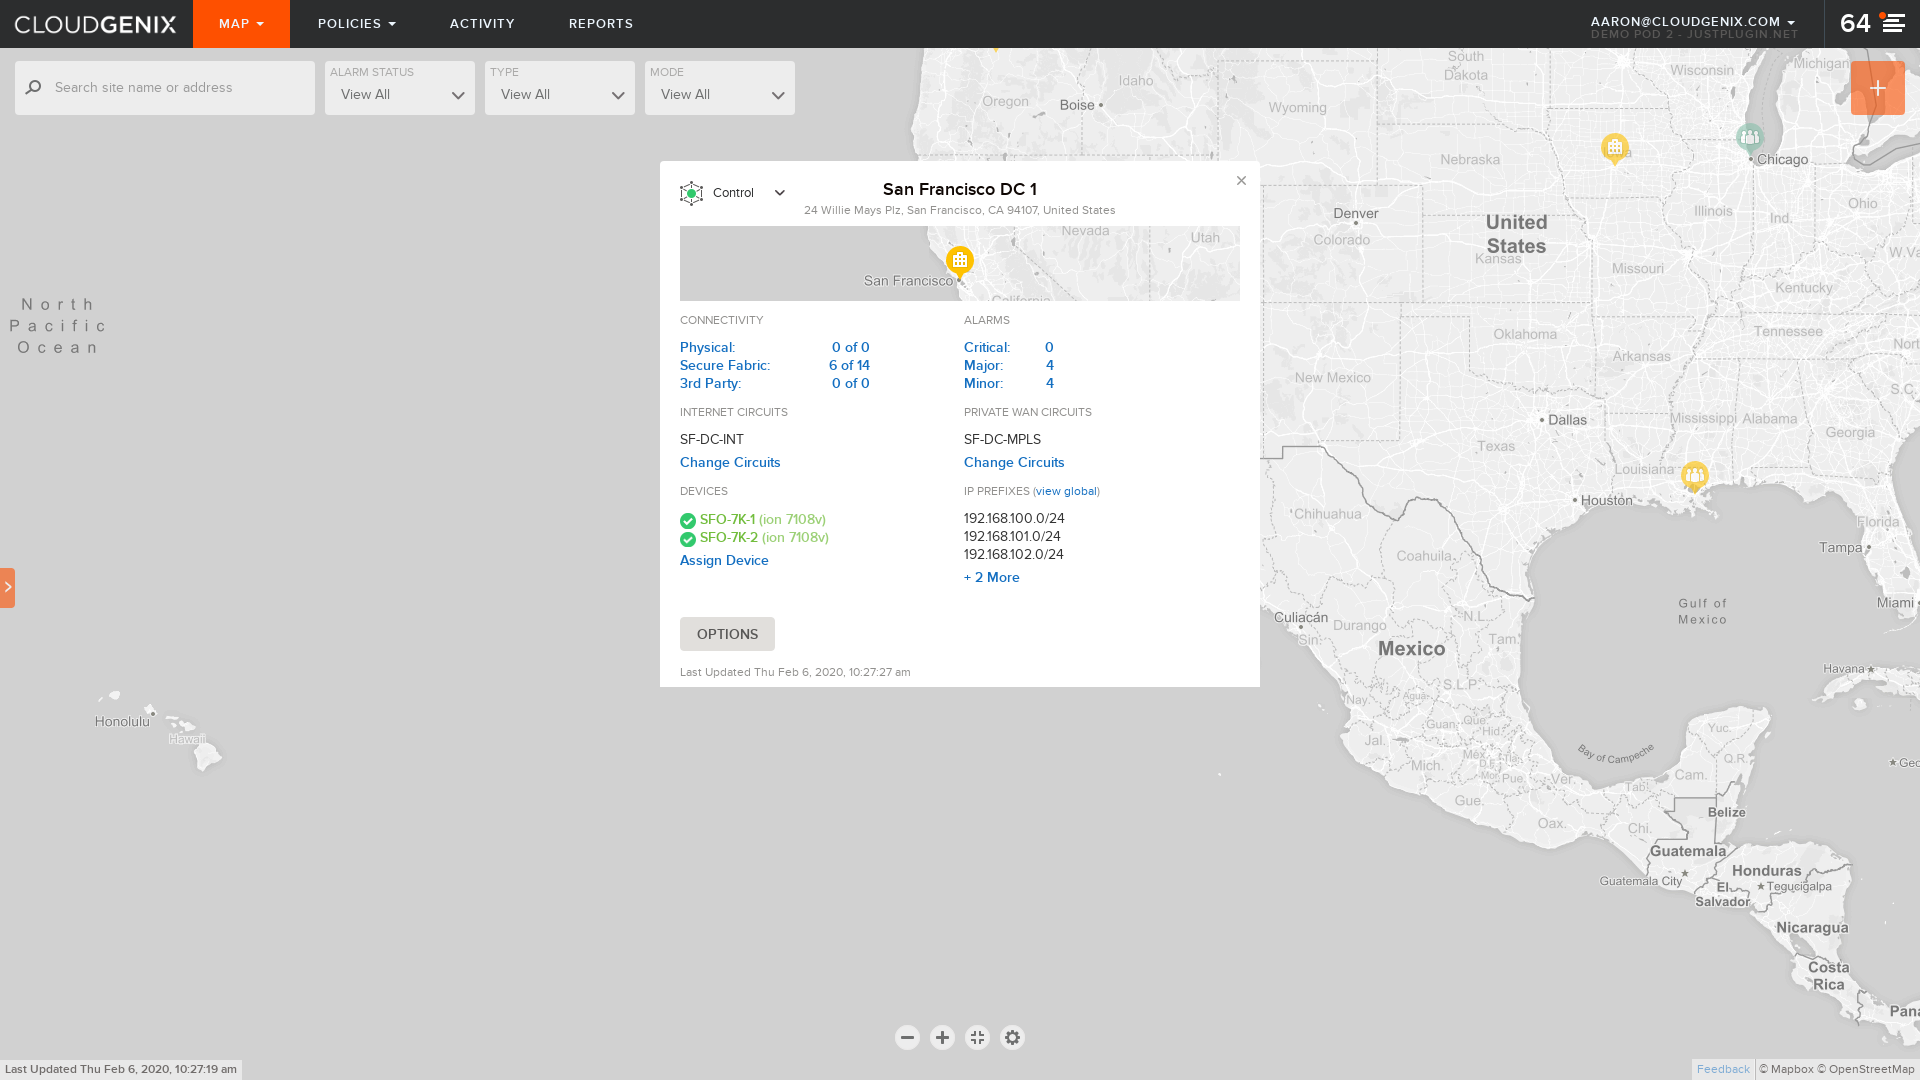 CLOUDGENIX
MAP
POLICIES
ACTIVITY
REPORTS
AARON@CLOUDGENIX.COM
DEMO POD 2 - JUSTPLUGIN.NET
64
Search site name or address
ALARM STATUS
View All
TYPE
View All
MODE
View All
Control
San Francisco DC 1
24 Willie Mays Plz, San Francisco, CA 94107, United States
Nevada
Utah
San Francisco
California
CONNECTIVITY
Physical: 0 of 0
Secure Fabric: 6 of 14
3rd Party: 0 of 0
ALARMS
Critical: 0
Major: 4
Minor: 4
INTERNET CIRCUITS
SF-DC-INT
Change Circuits
PRIVATE WAN CIRCUITS
SF-DC-MPLS
Change Circuits
DEVICES
SFO-7K-1 (ion 7108v)
SFO-7K-2 (ion 7108v)
Assign Device
IP PREFIXES (view global)
192.168.100.0/24
192.168.101.0/24
192.168.102.0/24
+ 2 More
OPTIONS
Last Updated Thu Feb 6, 2020, 10:27:27 am
North
Pacific
Ocean
Honolulu
Hawaii
Oregon
Idaho
Boise
Wyoming
South
Dakota
Wisconsin
Michigan
Nebraska
Chicago
Denver
Colorado
United
States
Kansas
Illinois
Ind.
Ohio
Missouri
W.Va
Kentucky
Oklahoma
Tennessee
Nort
Arkansas
New Mexico
S.C.
Dallas
Mississippi
Alabama
Georgia
Texas
Louisiana
Houston
Chihuahua
Florida
Tampa
Coahuila
Gulf of
Mexico
Miami
Culiacán
Durango
N.L.
Sin.
Tam.
Mexico
Havana
S.L.P.
Nay.
Agua.
Guan.
Que.
Hid.
Yuc.
Jal.
Bay of Campeche
Mex.
D.F.
Tla.
Q.R.
Geo
Mich.
Mor.
Pue.
Ver.
Cam.
Tab.
Gue.
Oax.
Chi.
Belize
Guatemala
Guatemala City
Honduras
Tegucigalpa
El
Salvador
Nicaragua
Costa
Rica
Pana
Last Updated Thu Feb 6, 2020, 10:27:19 am
Feedback
© Mapbox © OpenStreetMap